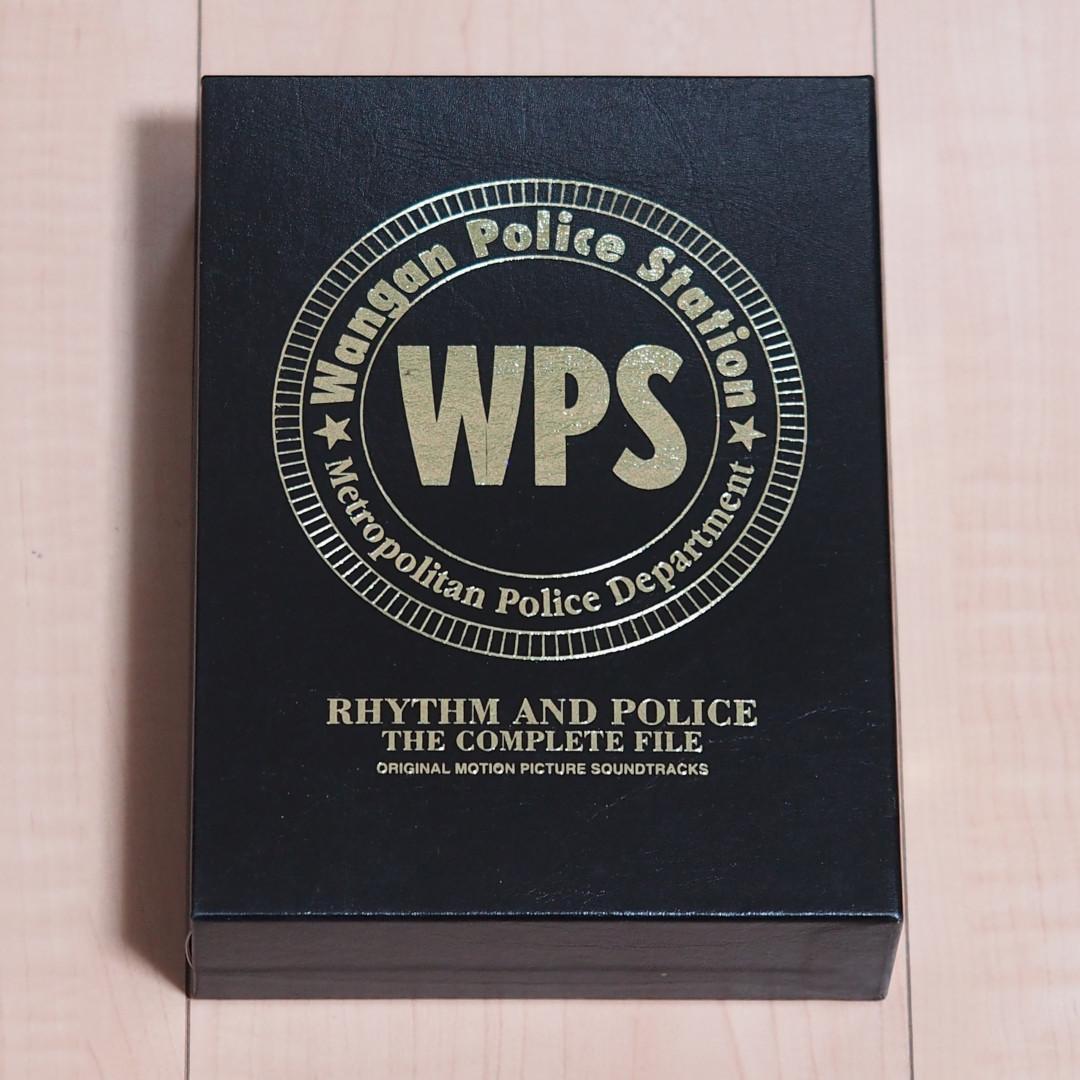 Wangan Police Station
WPS
Metropolitan Police Department
RHYTHM AND POLICE
THE COMPLETE FILE
ORIGINAL MOTION PICTURE SOUNDTRACKS